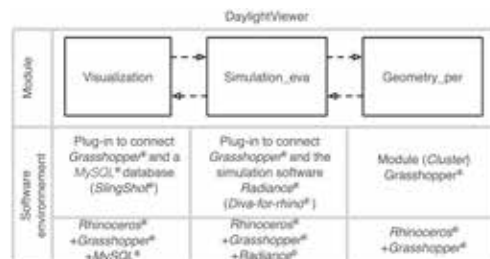 DaylightViewer
Module
Visualization
Simulation_eva
Geometry_per
Software
environnement
Plug-in to connect
Grasshopper® and a
MySQL® database
(SlingShot®)
Plug-in to connect
Grasshopper® and the
simulation software
Radiance®
(Diva-for-rhino®)
Module (Cluster)
Grasshopper®
Rhinoceros®
+Grasshopper®
+MySQL®
Rhinoceros®
+Grasshopper®
+Radiance®
Rhinoceros®
+Grasshopper®